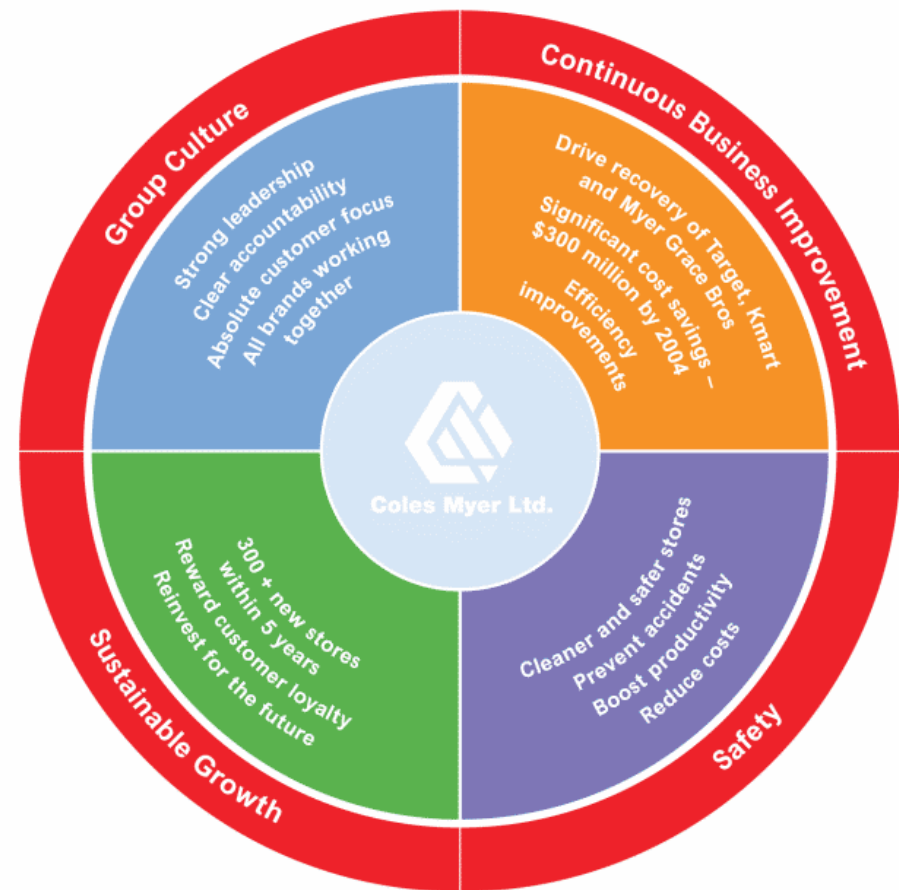 Group Culture
Strong leadership
Clear accountability
Absolute customer focus
All brands working
together
Continuous Business Improvement
Drive recovery of Target, Kmart
and Myer Grace Bros
Significant cost savings –
$300 million by 2004
Efficiency
improvements
Coles Myer Ltd.
Sustainable Growth
300 + new stores
within 5 years
Reward customer loyalty
Reinvest for the future
Safety
Cleaner and safer stores
Prevent accidents
Boost productivity
Reduce costs